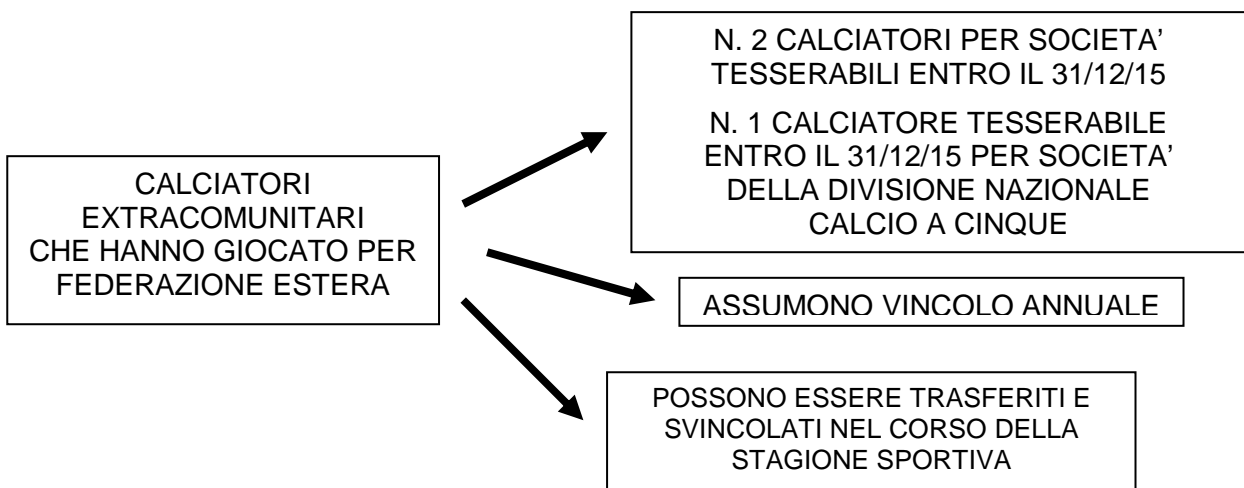 N. 2 CALCIATORI PER SOCIETA'
TESSERABILI ENTRO IL 31/12/15
N. 1 CALCIATORE TESSERABILE
ENTRO IL 31/12/15 PER SOCIETA'
DELLA DIVISIONE NAZIONALE
CALCIO A CINQUE
CALCIATORI
EXTRACOMUNITARI
CHE HANNO GIOCATO PER
FEDERAZIONE ESTERA
ASSUMONO VINCOLO ANNUALE
POSSONO ESSERE TRASFERITI E
SVINCOLATI NEL CORSO DELLA
STAGIONE SPORTIVA